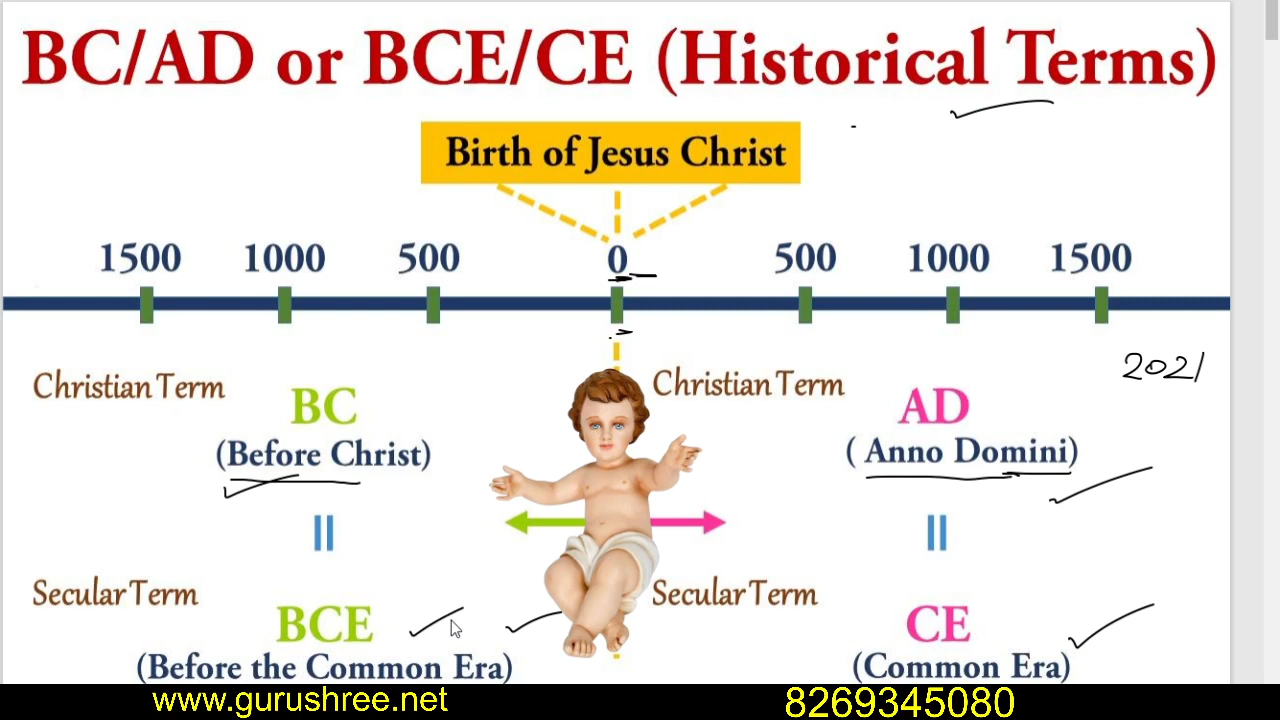 BC/AD or BCE/CE (Historical Terms)
Birth of Jesus Christ
1500 1000 500 0 500 1000 1500
2021
Christian Term Christian Term
BC AD
(Before Christ) ( Anno Domini)
Secular Term Secular Term
BCE CE
(Before the Common Era) (Common Era)
www.gurushree.net 8269345080